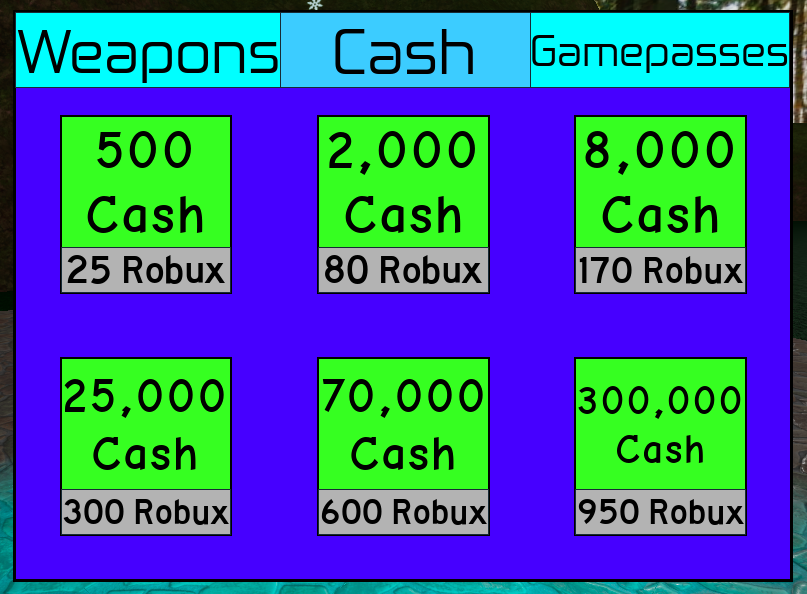 Weapons
Cash
Gamepasses
500
Cash
25 Robux
2,000
Cash
80 Robux
8,000
Cash
170 Robux
25,000
Cash
300 Robux
70,000
Cash
600 Robux
300,000
Cash
950 Robux